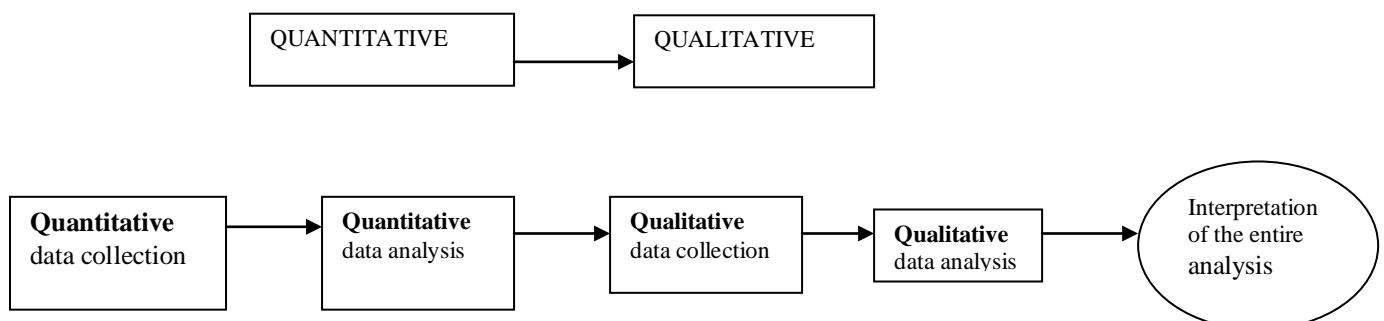 QUANTITATIVE
QUALITATIVE
Quantitative
data collection
Quantitative
data analysis
Qualitative
data collection
Qualitative
data analysis
Interpretation
of the entire
analysis